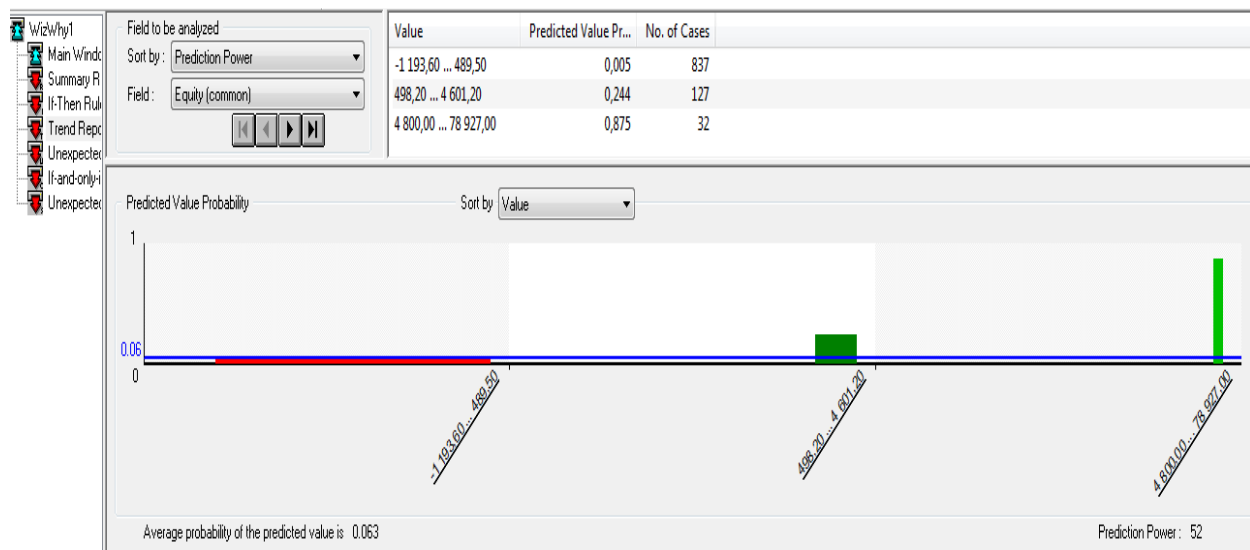 WizWhy1
Main Windo
Summary R
If-Then Rul
Trend Repo
Unexpected
If-and-only-i
Unexpected
Field to be analyzed
Sort by : Prediction Power
Field : Equity (common)
Value Predicted Value Pr... No. of Cases
-1 193,60 ... 489,50 0,005 837
498,20 ... 4 601,20 0,244 127
4 800,00 ... 78 927,00 0,875 32
Predicted Value Probability Sort by Value
1
0.06
0
-1 193,60 ... 489,50
498,20 ... 4 601,20
4 800,00 ... 78 927,00
Average probability of the predicted value is 0.063
Prediction Power : 52